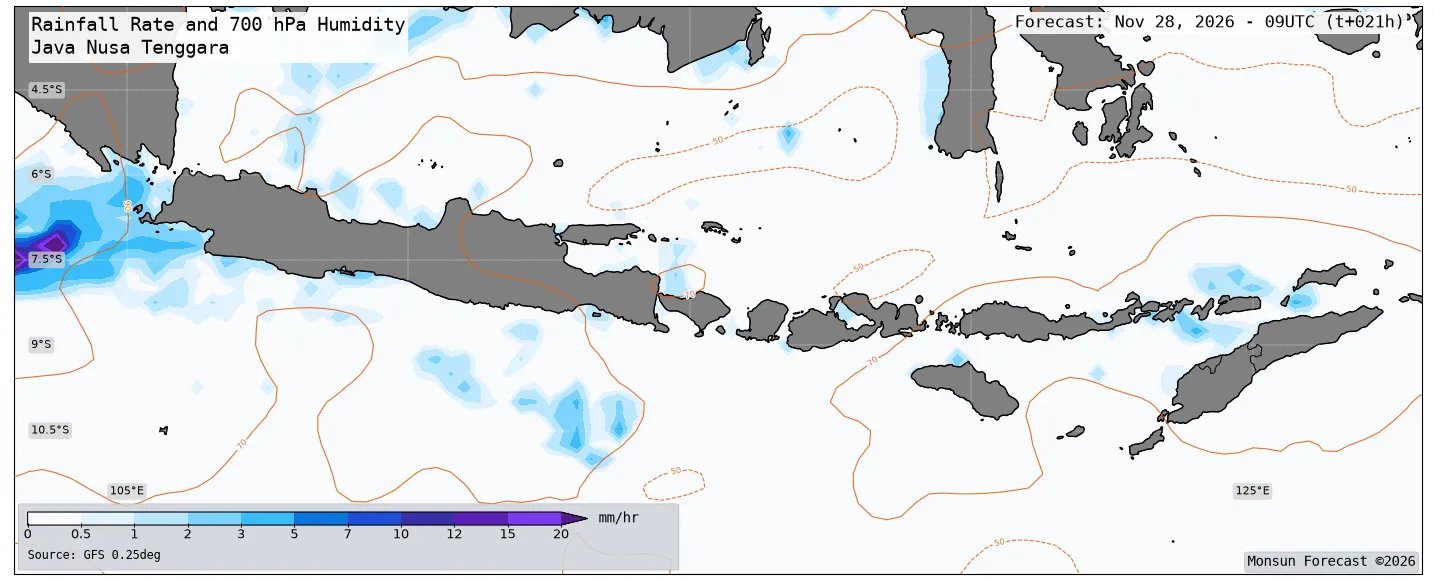 Rainfall Rate and 700 hPa Humidity
Java Nusa Tenggara
Forecast: Nov 28, 2026 - 09UTC (t+021h)
4.5°S
50
6°S
50
90
7.5°S
50
70
9°S
70
10.5°S
70
50
105°E
125°E
0 0.5 1 2 3 5 7 10 12 15 20 mm/hr
50
Source: GFS 0.25deg
Monsun Forecast ©2026